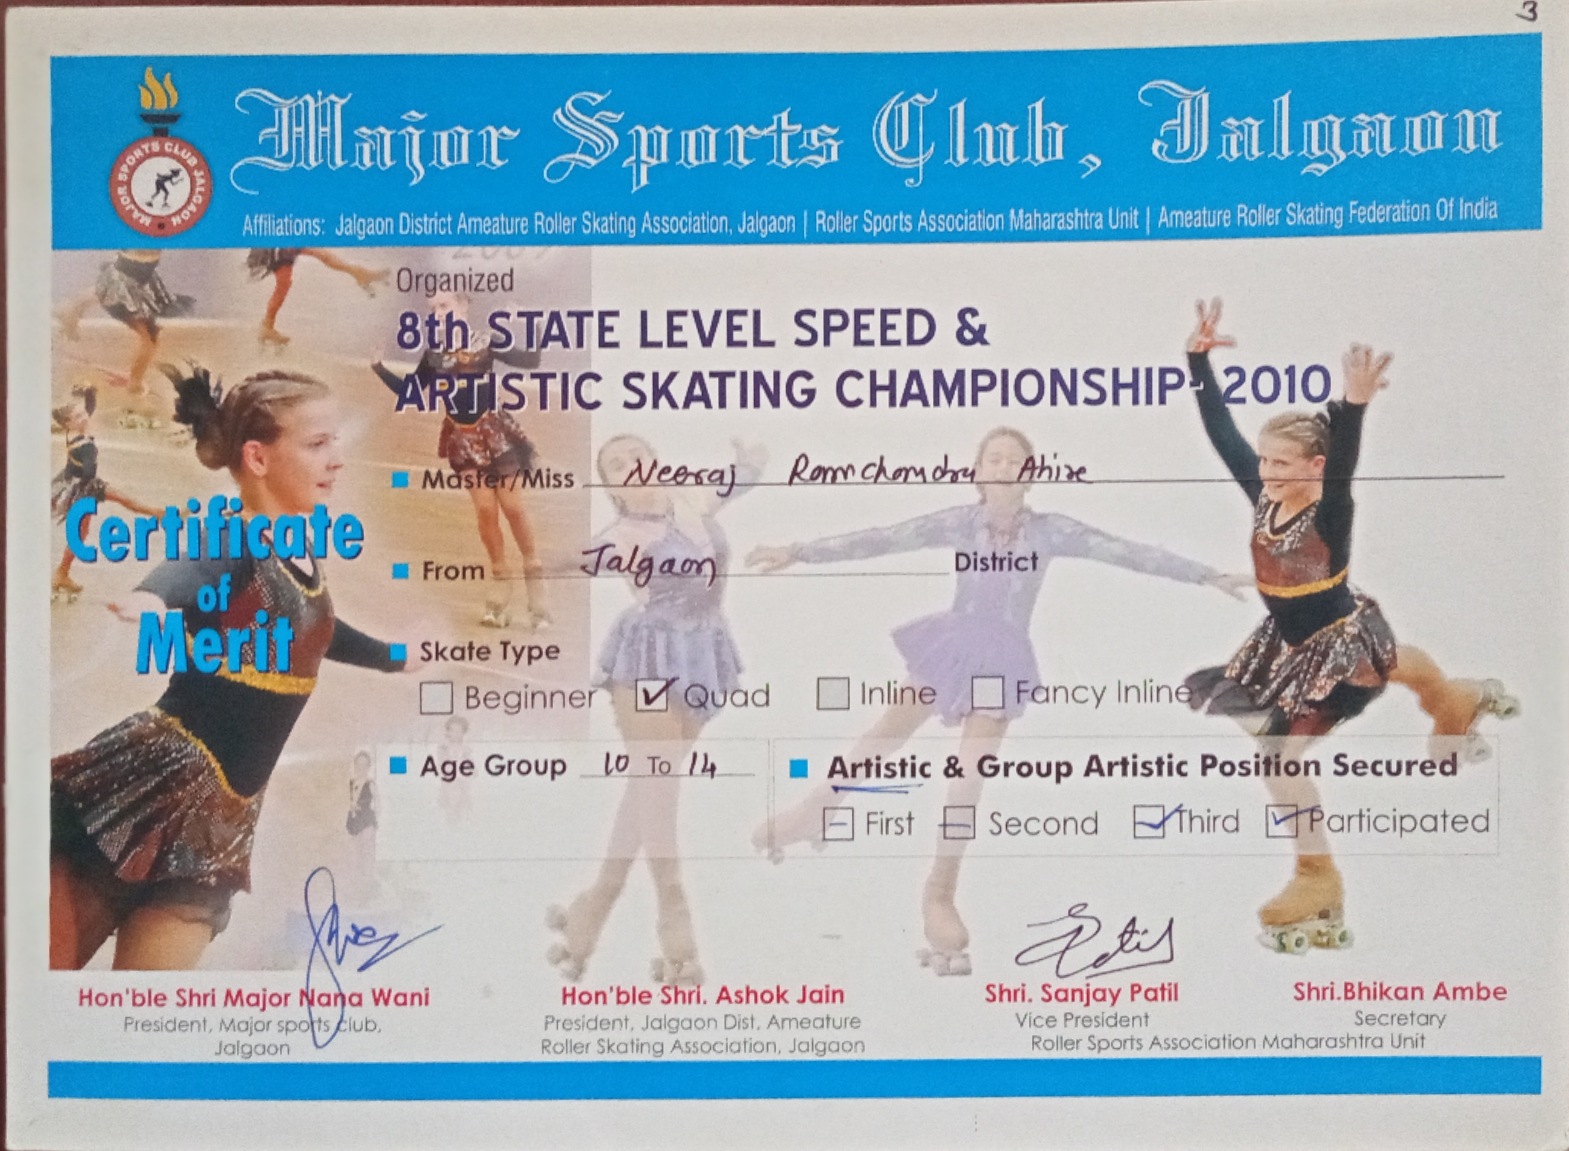 3
Major Sports Club, Jalgaon
MAJOR SPORTS CLUB JALGAON
Affiliations: Jalgaon District Ameature Roller Skating Association, Jalgaon | Roller Sports Association Maharashtra Unit | Ameature Roller Skating Federation Of India
Organized
8th STATE LEVEL SPEED &
ARTISTIC SKATING CHAMPIONSHIP- 2010
Master/Miss Neeraj Ramchandra Ahire
Certificate
of
Merit
From Jalgaon District
Skate Type
Beginner ✓ Quad Inline Fancy Inline
Age Group 10 To 14
Artistic & Group Artistic Position Secured
– First – Second ✓ Third ✓ Participated
Hon'ble Shri Major Nana Wani
President, Major sports club,
Jalgaon
Hon'ble Shri. Ashok Jain
President, Jalgaon Dist. Ameature
Roller Skating Association, Jalgaon
Shri. Sanjay Patil
Vice President
Shri.Bhikan Ambe
Secretary
Roller Sports Association Maharashtra Unit